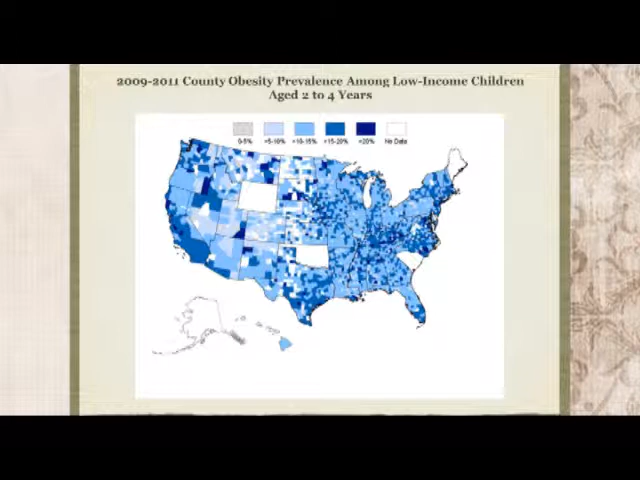 2009-2011 County Obesity Prevalence Among Low-Income Children
Aged 2 to 4 Years
0-5% >5-10% >10-15% >15-20% >20% No Data